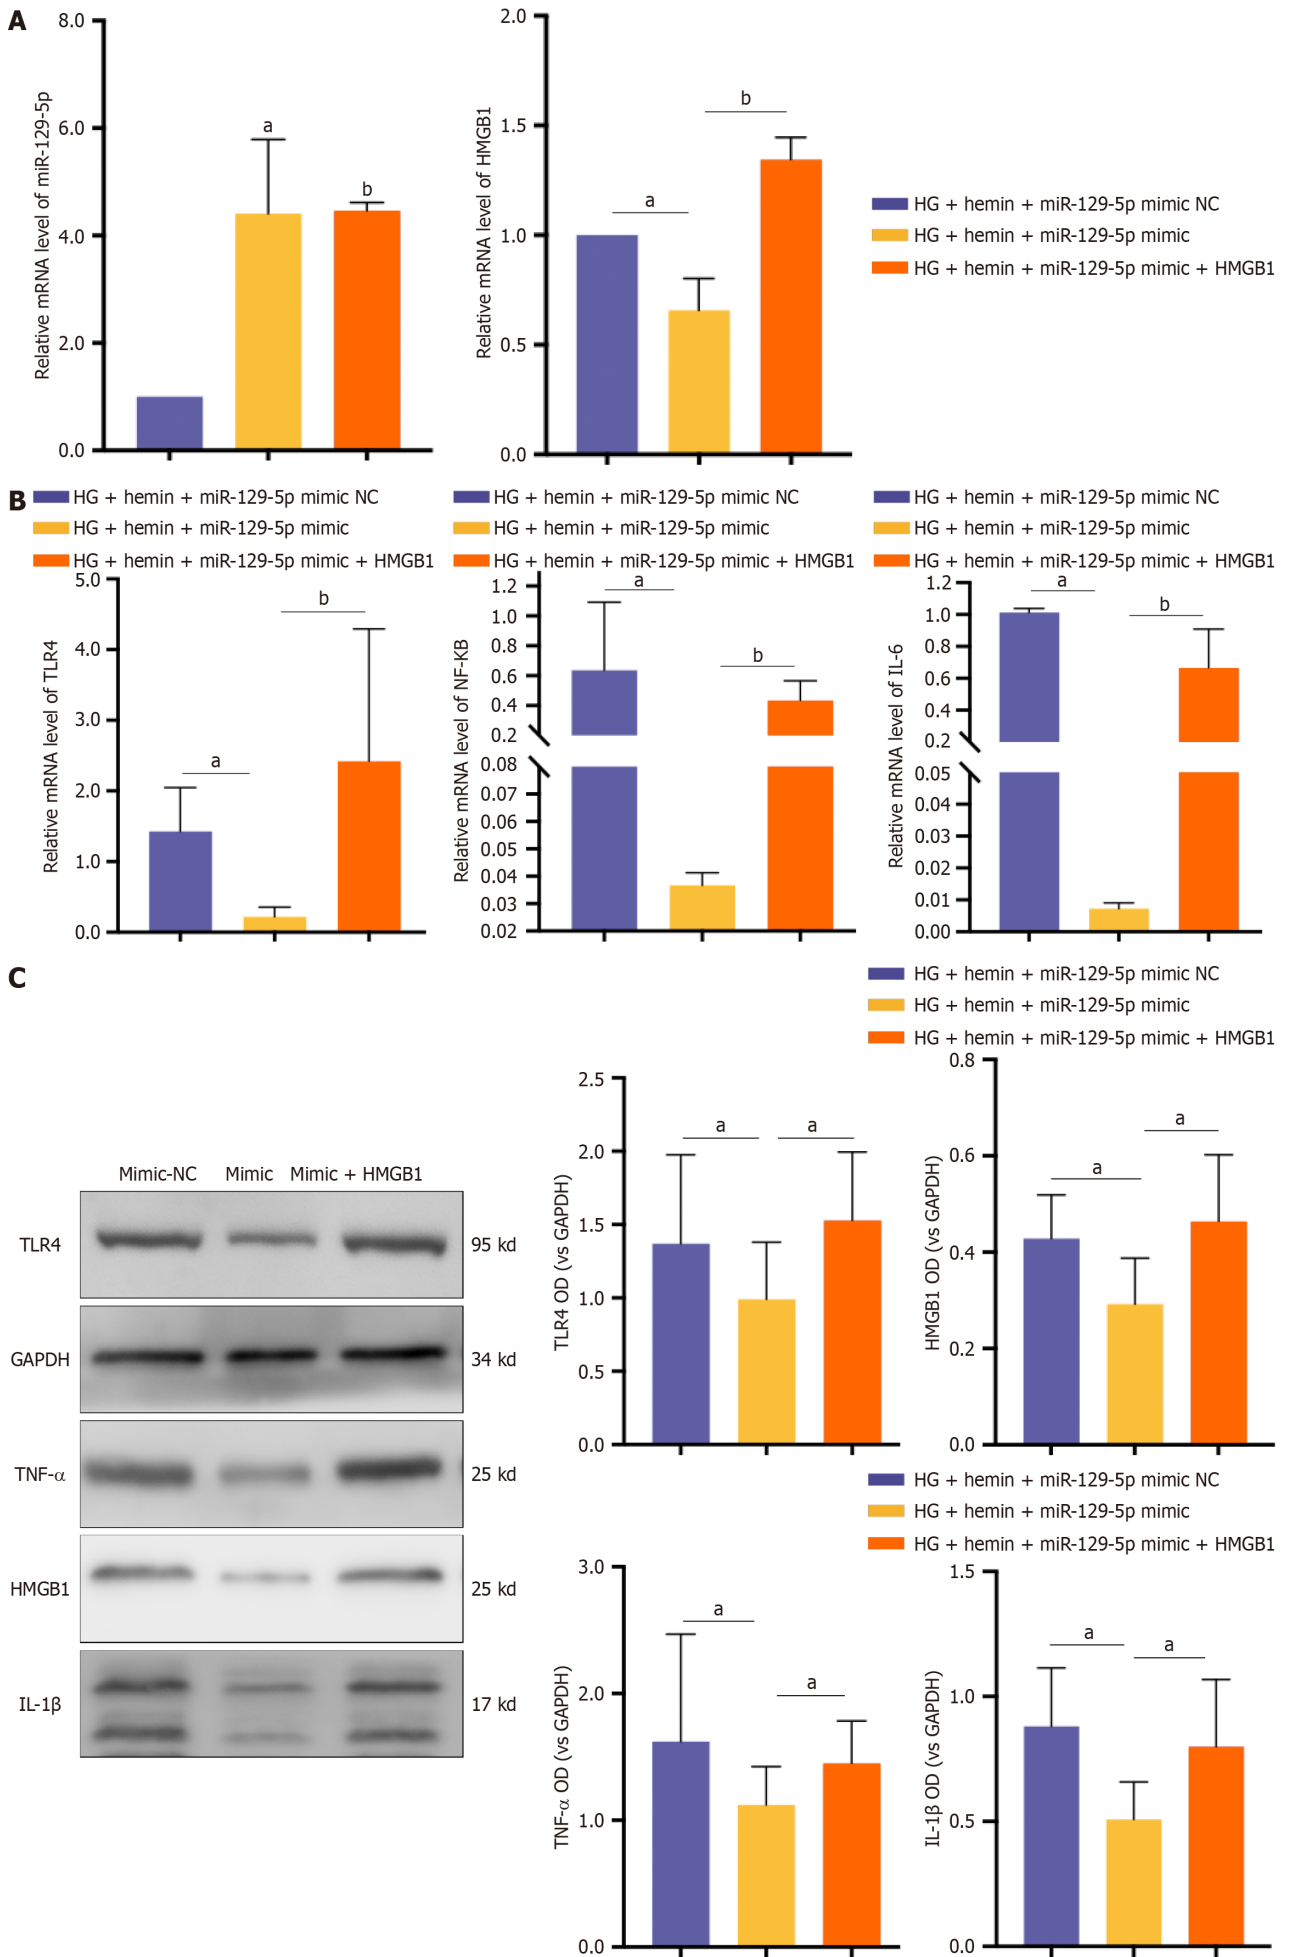 A
8.0
6.0
4.0
2.0
0.0
Relative mRNA level of miR-129-5p
a
b
2.0
1.5
1.0
0.5
0.0
Relative mRNA level of HMGB1
a
b
HG + hemin + miR-129-5p mimic NC
HG + hemin + miR-129-5p mimic
HG + hemin + miR-129-5p mimic + HMGB1
B
HG + hemin + miR-129-5p mimic NC
HG + hemin + miR-129-5p mimic
HG + hemin + miR-129-5p mimic + HMGB1
5.0
4.0
3.0
2.0
1.0
0.0
Relative mRNA level of TLR4
a
b
HG + hemin + miR-129-5p mimic NC
HG + hemin + miR-129-5p mimic
HG + hemin + miR-129-5p mimic + HMGB1
1.2
1.0
0.8
0.6
0.4
0.2
0.08
0.07
0.06
0.05
0.04
0.03
0.02
Relative mRNA level of NF-KB
a
b
HG + hemin + miR-129-5p mimic NC
HG + hemin + miR-129-5p mimic
HG + hemin + miR-129-5p mimic + HMGB1
1.2
1.0
0.8
0.6
0.4
0.2
0.05
0.04
0.03
0.02
0.01
0.00
Relative mRNA level of IL-6
a
b
C
Mimic-NC Mimic Mimic + HMGB1
TLR4 95 kd
GAPDH 34 kd
TNF-α 25 kd
HMGB1 25 kd
IL-1β 17 kd
HG + hemin + miR-129-5p mimic NC
HG + hemin + miR-129-5p mimic
HG + hemin + miR-129-5p mimic + HMGB1
2.5
2.0
1.5
1.0
0.5
0.0
TLR4 OD (vs GAPDH)
a
a
0.8
0.6
0.4
0.2
0.0
HMGB1 OD (vs GAPDH)
a
a
HG + hemin + miR-129-5p mimic NC
HG + hemin + miR-129-5p mimic
HG + hemin + miR-129-5p mimic + HMGB1
3.0
2.0
1.0
0.0
TNF-α OD (vs GAPDH)
a
a
1.5
1.0
0.5
0.0
IL-1β OD (vs GAPDH)
a
a